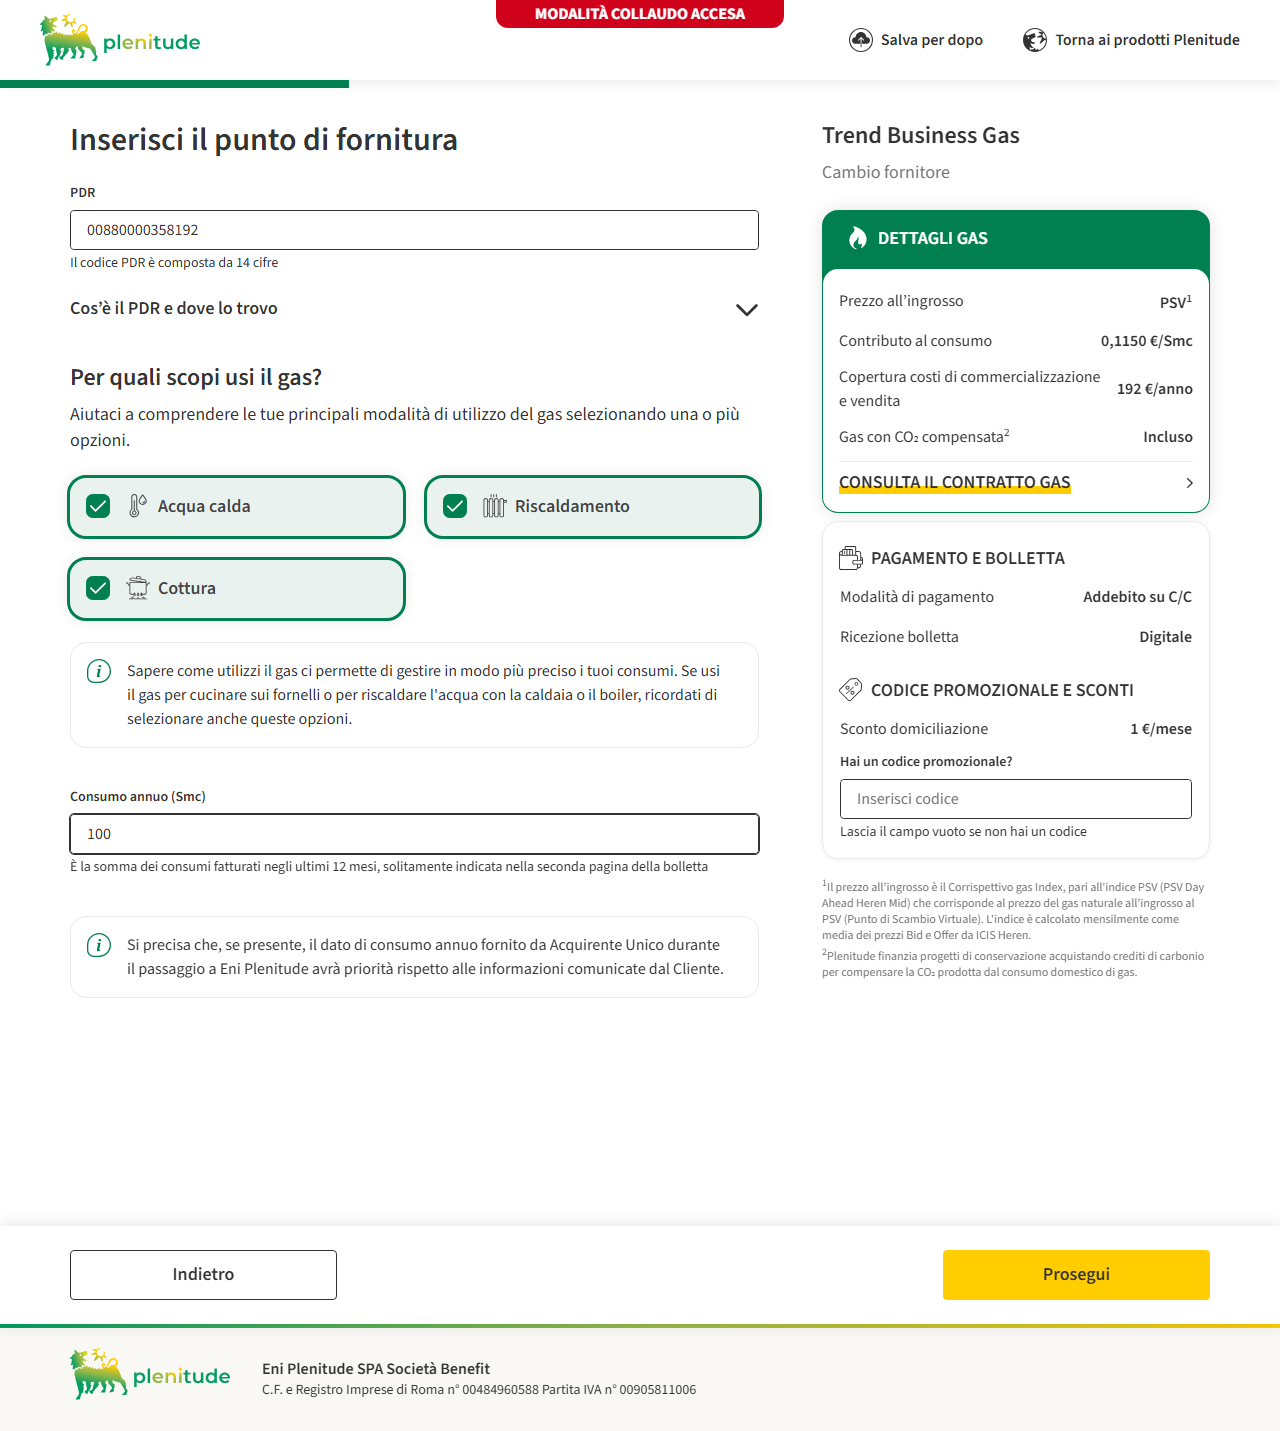 plenitude
MODALITÀ COLLAUDO ACCESA
Salva per dopo
Torna ai prodotti Plenitude
Inserisci il punto di fornitura
PDR
00880000358192
Il codice PDR è composta da 14 cifre
Cos'è il PDR e dove lo trovo
Per quali scopi usi il gas?
Aiutaci a comprendere le tue principali modalità di utilizzo del gas selezionando una o più
opzioni.
Acqua calda
Riscaldamento
Cottura
Sapere come utilizzi il gas ci permette di gestire in modo più preciso i tuoi consumi. Se usi
il gas per cucinare sui fornelli o per riscaldare l'acqua con la caldaia o il boiler, ricordati di
selezionare anche queste opzioni.
Consumo annuo (Smc)
100
È la somma dei consumi fatturati negli ultimi 12 mesi, solitamente indicata nella seconda pagina della bolletta
Si precisa che, se presente, il dato di consumo annuo fornito da Acquirente Unico durante
il passaggio a Eni Plenitude avrà priorità rispetto alle informazioni comunicate dal Cliente.
Trend Business Gas
Cambio fornitore
DETTAGLI GAS
Prezzo all'ingrosso PSV¹
Contributo al consumo 0,1150 €/Smc
Copertura costi di commercializzazione
e vendita 192 €/anno
Gas con CO₂ compensata² Incluso
CONSULTA IL CONTRATTO GAS
PAGAMENTO E BOLLETTA
Modalità di pagamento Addebito su C/C
Ricezione bolletta Digitale
CODICE PROMOZIONALE E SCONTI
Sconto domiciliazione 1 €/mese
Hai un codice promozionale?
Inserisci codice
Lascia il campo vuoto se non hai un codice
¹Il prezzo all'ingrosso è il Corrispettivo gas Index, pari all'indice PSV (PSV Day
Ahead Heren Mid) che corrisponde al prezzo del gas naturale all'ingrosso al
PSV (Punto di Scambio Virtuale). L'indice è calcolato mensilmente come
media dei prezzi Bid e Offer da ICIS Heren.
²Plenitude finanzia progetti di conservazione acquistando crediti di carbonio
per compensare la CO₂ prodotta dal consumo domestico di gas.
Indietro
Prosegui
plenitude
Eni Plenitude SPA Società Benefit
C.F. e Registro Imprese di Roma n° 00484960588 Partita IVA n° 00905811006